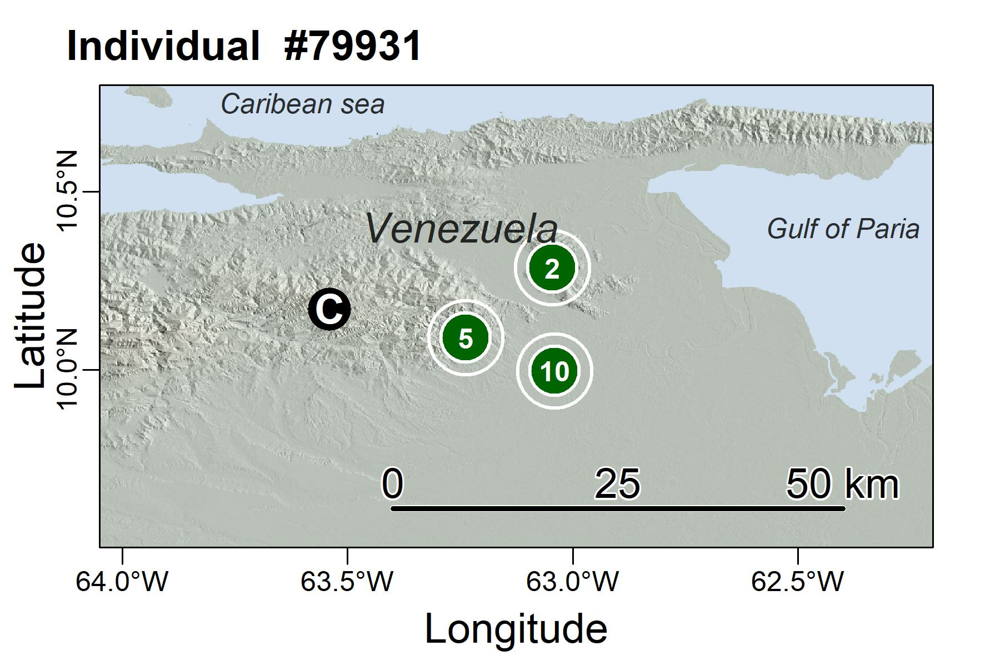 Individual #79931
Caribean sea
10.5°N
Venezuela
Gulf of Paria
2
C
5
Latitude
10.0°N
10
0 25 50 km
64.0°W 63.5°W 63.0°W 62.5°W
Longitude